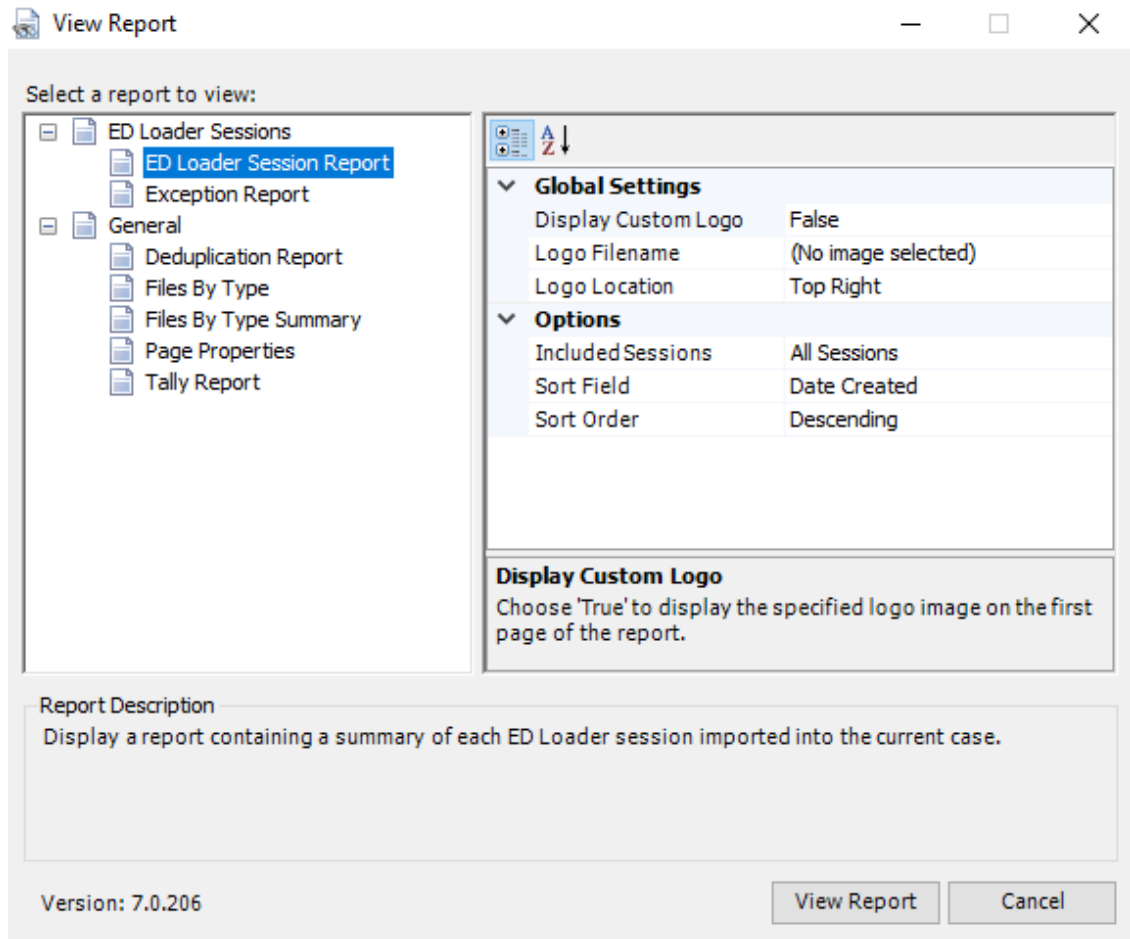 View Report
Select a report to view:
ED Loader Sessions
ED Loader Session Report
Exception Report
General
Deduplication Report
Files By Type
Files By Type Summary
Page Properties
Tally Report
A
Z
Global Settings
Display Custom Logo False
Logo Filename (No image selected)
Logo Location Top Right
Options
Included Sessions All Sessions
Sort Field Date Created
Sort Order Descending
Display Custom Logo
Choose 'True' to display the specified logo image on the first
page of the report.
Report Description
Display a report containing a summary of each ED Loader session imported into the current case.
Version: 7.0.206
View Report
Cancel